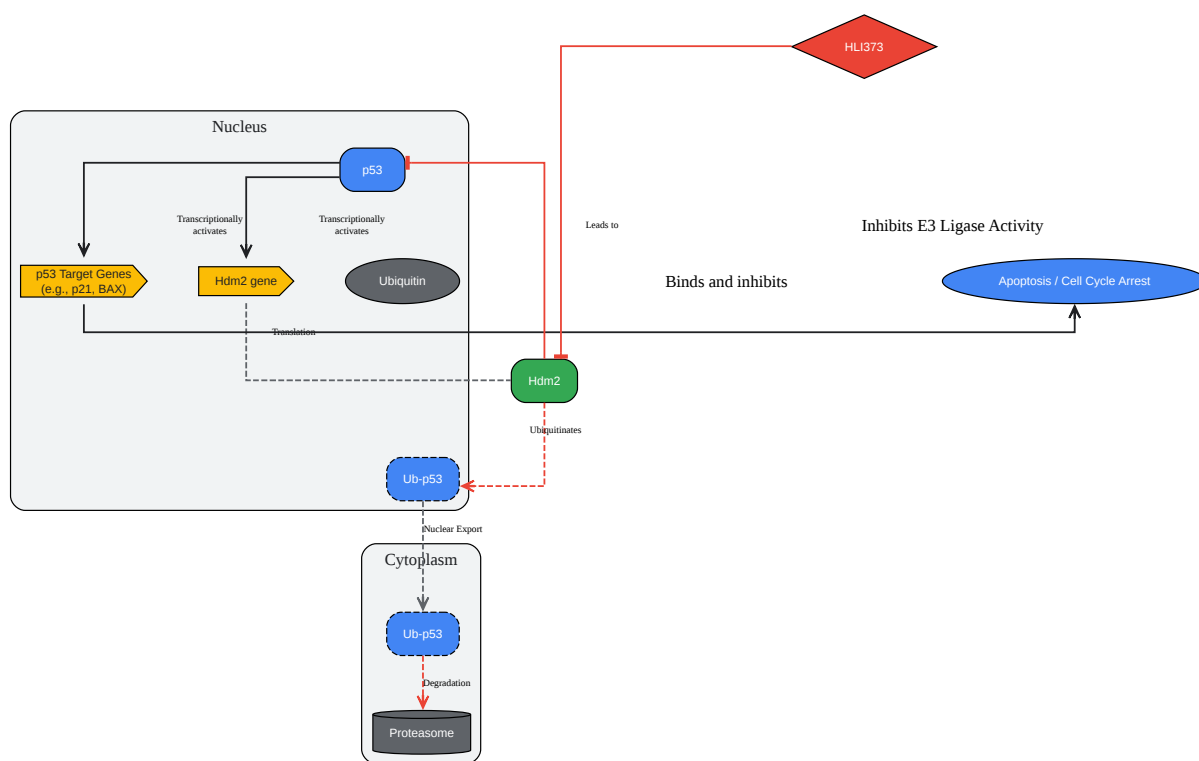 HLI373
Nucleus
p53
Transcriptionally
activates
Transcriptionally
activates
Leads to
Inhibits E3 Ligase Activity
p53 Target Genes
(e.g., p21, BAX)
Hdm2 gene
Ubiquitin
Binds and inhibits
Apoptosis / Cell Cycle Arrest
Translation
Hdm2
Ubiquitinates
Ub-p53
Nuclear Export
Cytoplasm
Ub-p53
Degradation
Proteasome